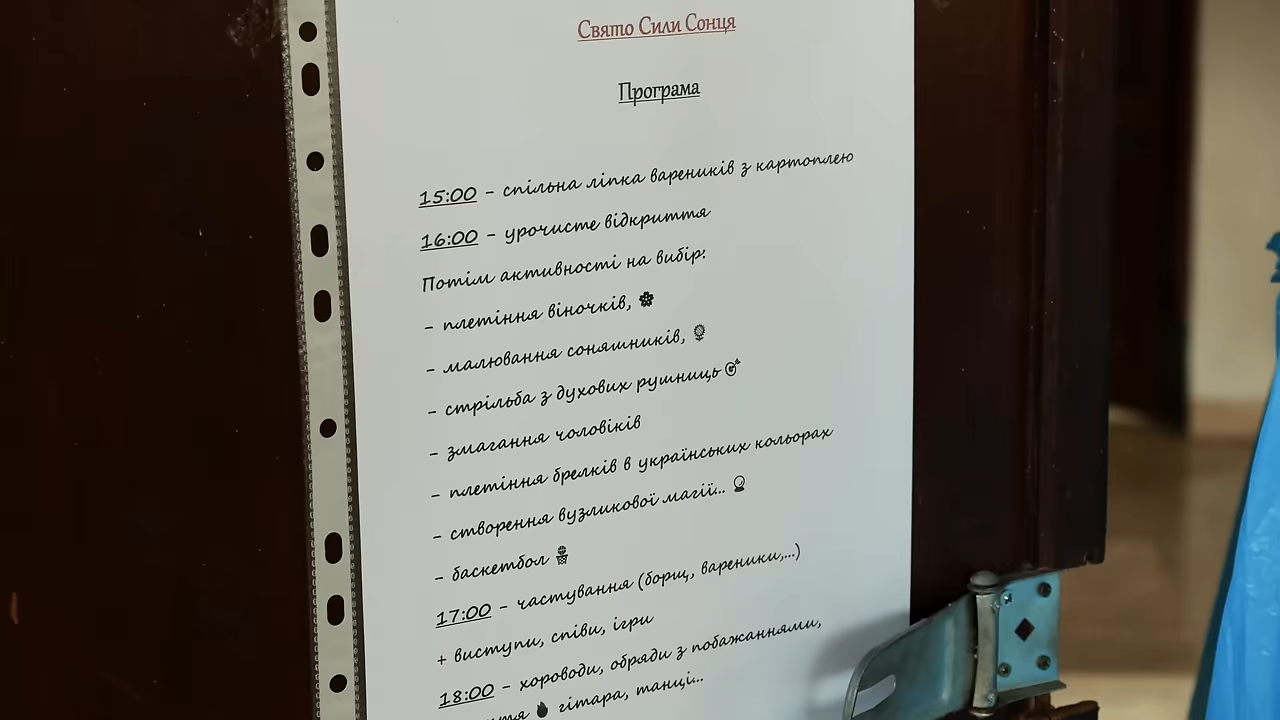 Свято Сили Сонця
Програма
15:00 – спільна ліпка вареників з картоплею
16:00 – урочисте відкриття
Потім активності на вибір:
- плетіння віночків,
- малювання соняшників,
- стрільба з духових рушниць
- змагання чоловіків
- плетіння брелків в українських кольорах
- створення вузликової магії...
- баскетбол
17:00 – частування (борщ, вареники,...)
+ виступи, співи, ігри
18:00 – хороводи, обряди з побажаннями,
гітара, танці...